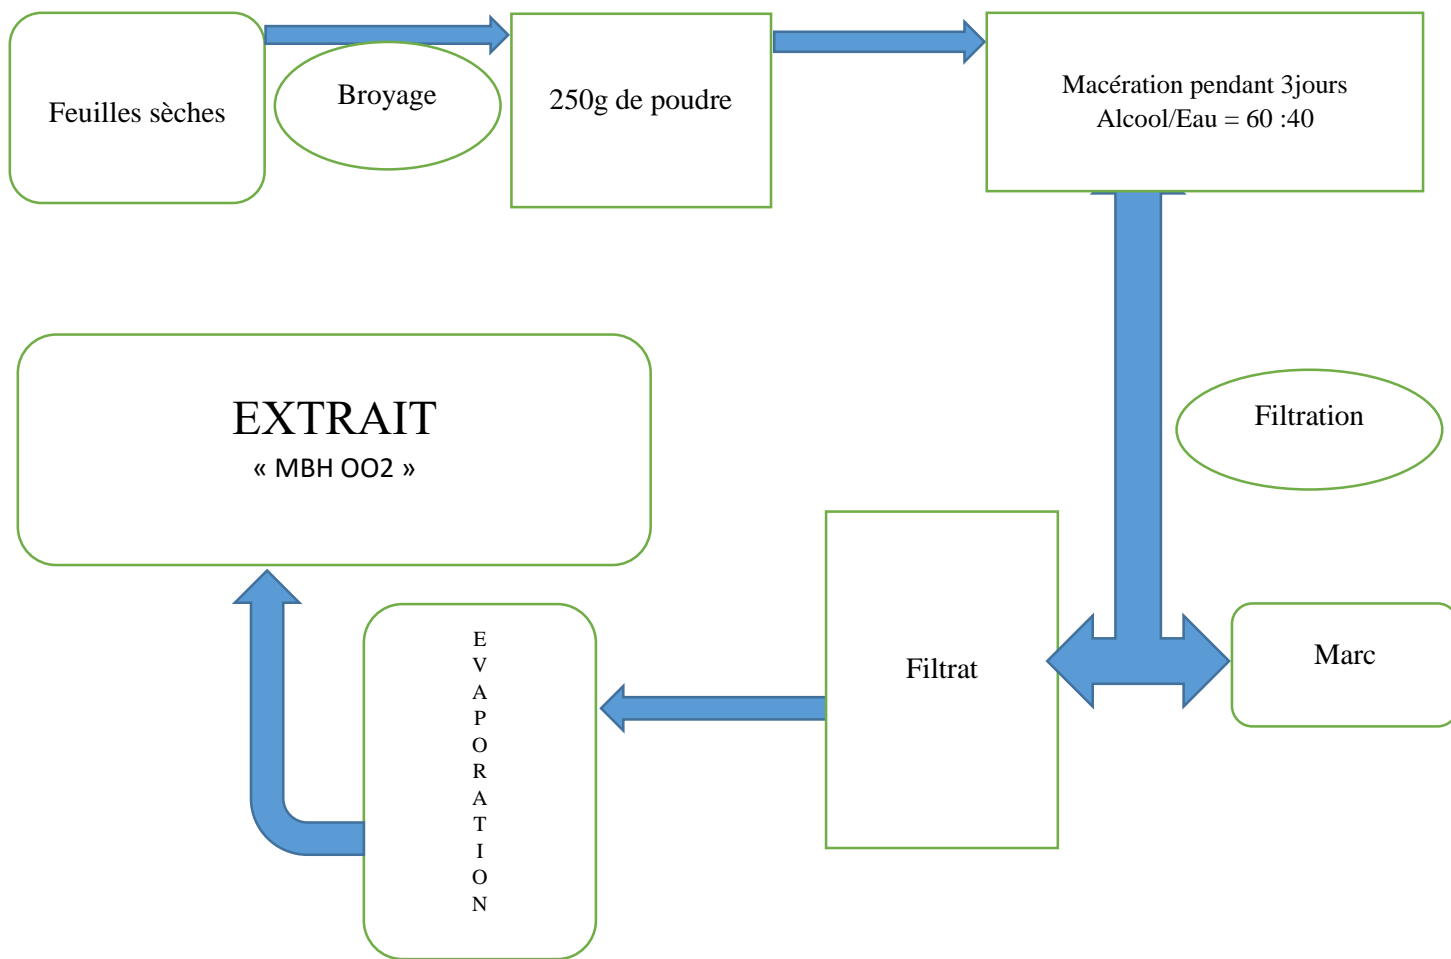 Feuilles sèches
Broyage
250g de poudre
Macération pendant 3jours
Alcool/Eau = 60 :40
Filtration
Marc
Filtrat
E
V
A
P
O
R
A
T
I
O
N
EXTRAIT
« MBH OO2 »